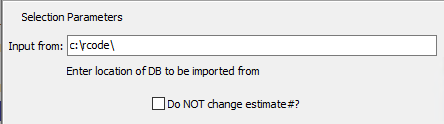 Selection Parameters
Input from: c:\rcode\
Enter location of DB to be imported from
Do NOT change estimate#?